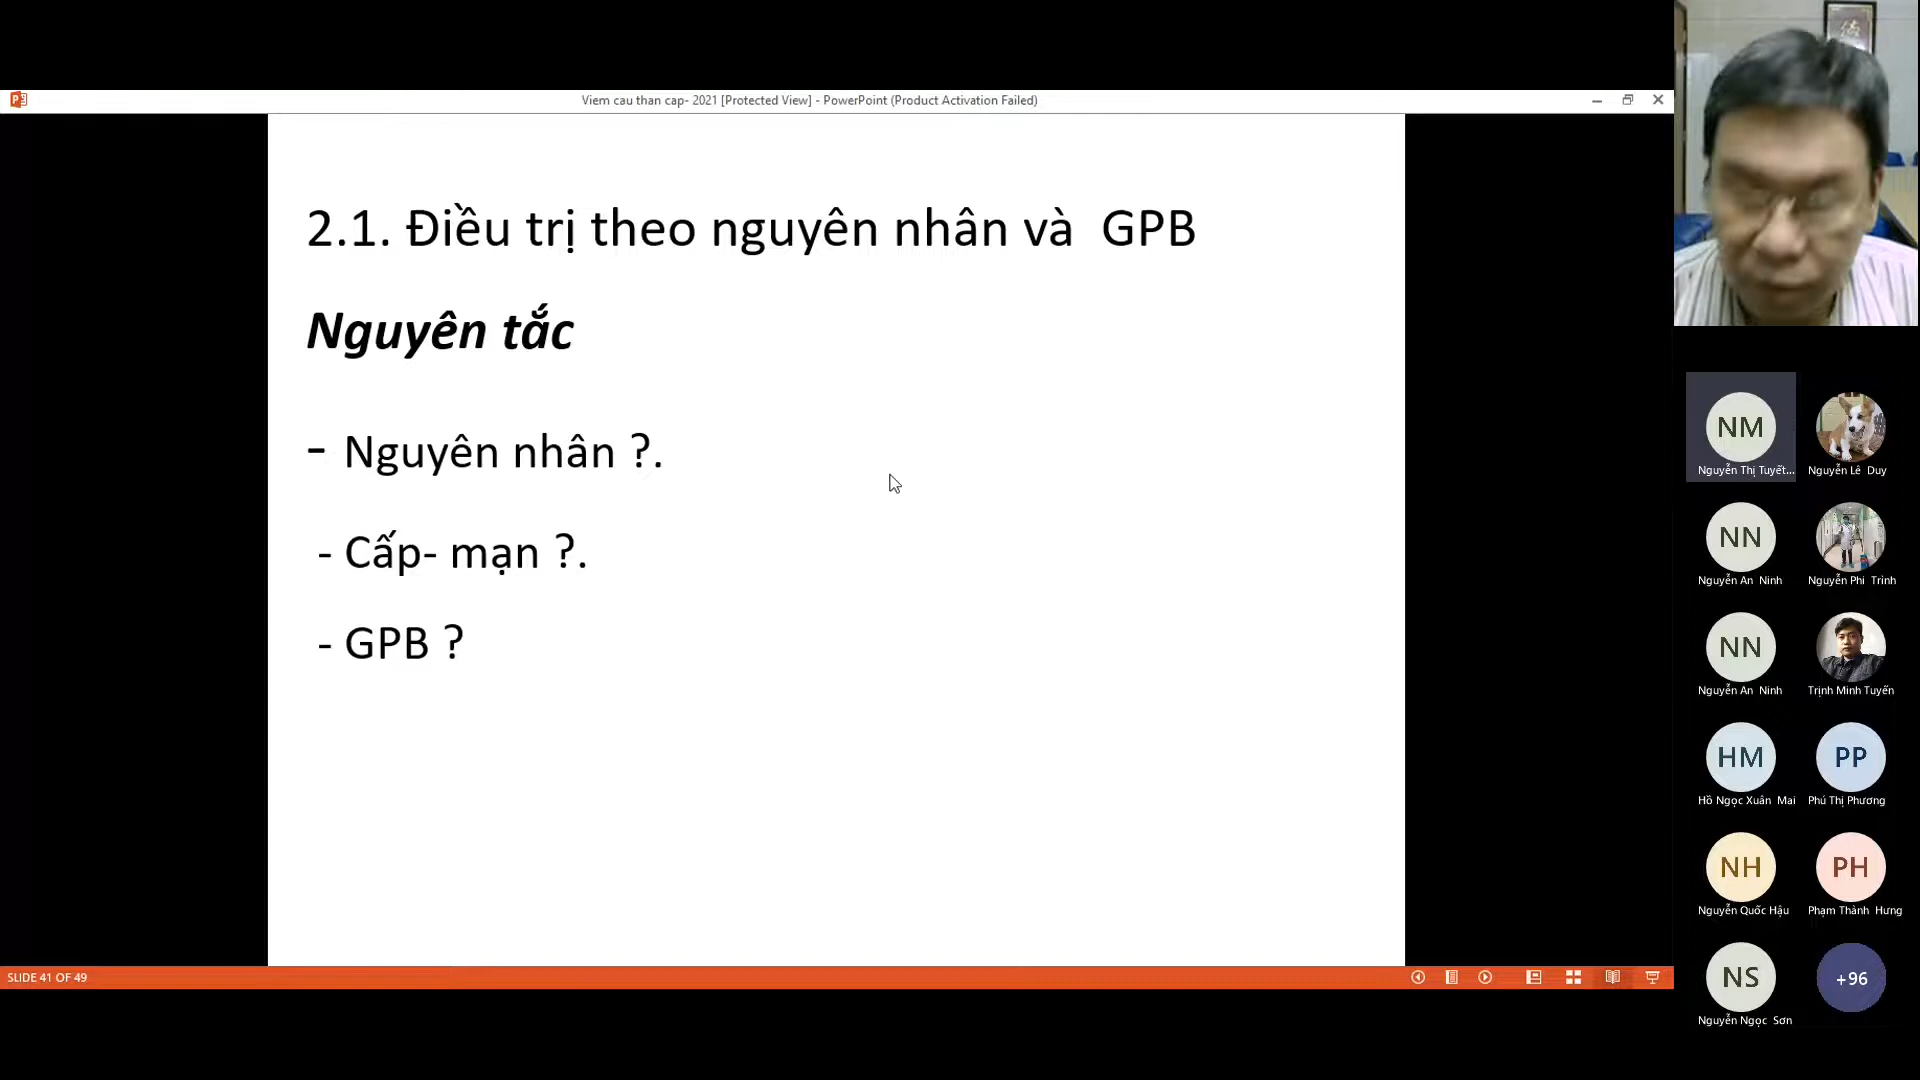 Viem cau than cap- 2021 [Protected View] - PowerPoint (Product Activation Failed)
2.1. Điều trị theo nguyên nhân và GPB
Nguyên tắc
- Nguyên nhân ?.
- Cấp- mạn ?.
- GPB ?
SLIDE 41 OF 49
NM
Nguyễn Thị Tuyết...
Nguyễn Lê Duy
NN
Nguyễn An Ninh
Nguyễn Phi Trình
NN
Nguyễn An Ninh
Trịnh Minh Tuyến
HM
Hồ Ngọc Xuân Mai
PP
Phú Thị Phương
NH
Nguyễn Quốc Hậu
PH
Phạm Thành Hưng
NS
Nguyễn Ngọc Sơn
+96